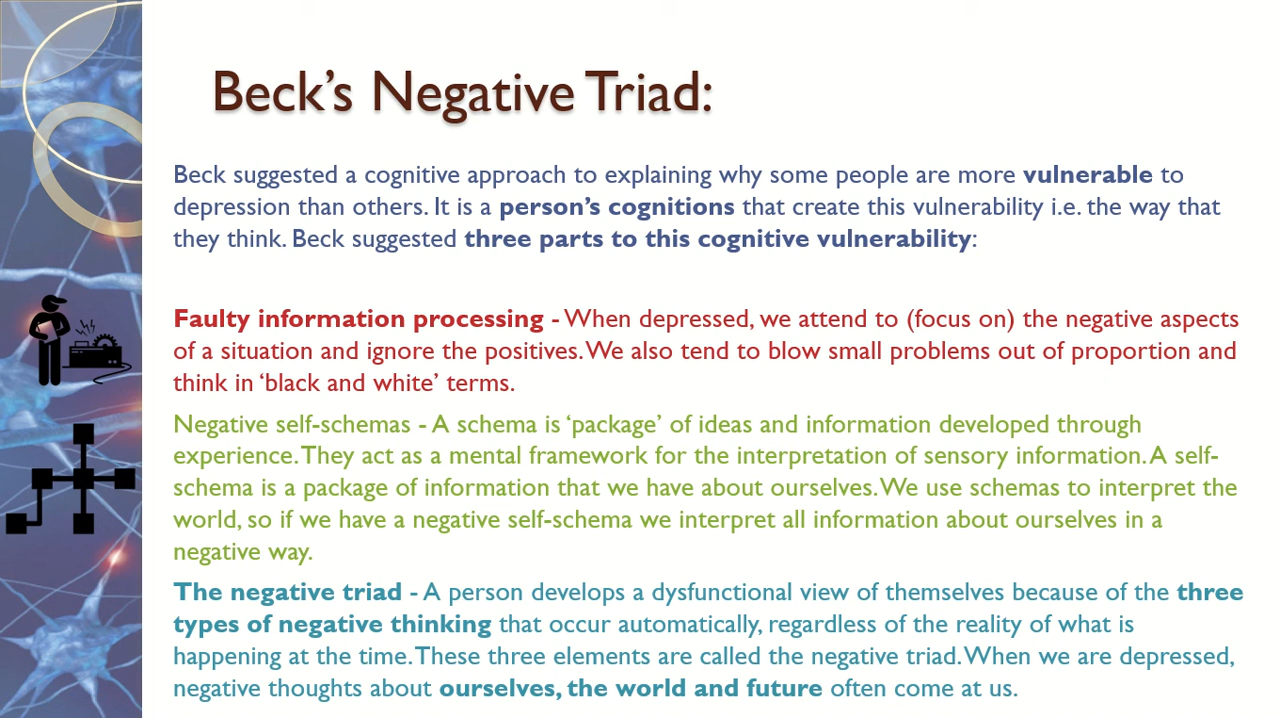 Beck’s Negative Triad:
Beck suggested a cognitive approach to explaining why some people are more vulnerable to
depression than others. It is a person’s cognitions that create this vulnerability i.e. the way that
they think. Beck suggested three parts to this cognitive vulnerability:
Faulty information processing - When depressed, we attend to (focus on) the negative aspects
of a situation and ignore the positives. We also tend to blow small problems out of proportion and
think in ‘black and white’ terms.
Negative self-schemas - A schema is ‘package’ of ideas and information developed through
experience. They act as a mental framework for the interpretation of sensory information. A self-
schema is a package of information that we have about ourselves. We use schemas to interpret the
world, so if we have a negative self-schema we interpret all information about ourselves in a
negative way.
The negative triad - A person develops a dysfunctional view of themselves because of the three
types of negative thinking that occur automatically, regardless of the reality of what is
happening at the time. These three elements are called the negative triad. When we are depressed,
negative thoughts about ourselves, the world and future often come at us.